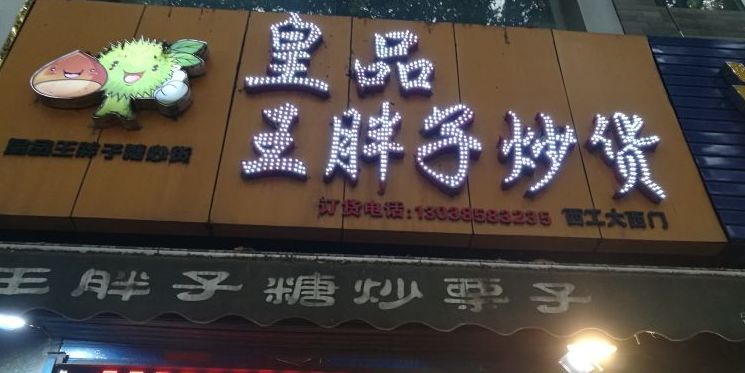 皇品
王胖子炒货
皇品王胖子糖炒货
订货电话:13038583235 西工大西门
王胖子糖炒栗子